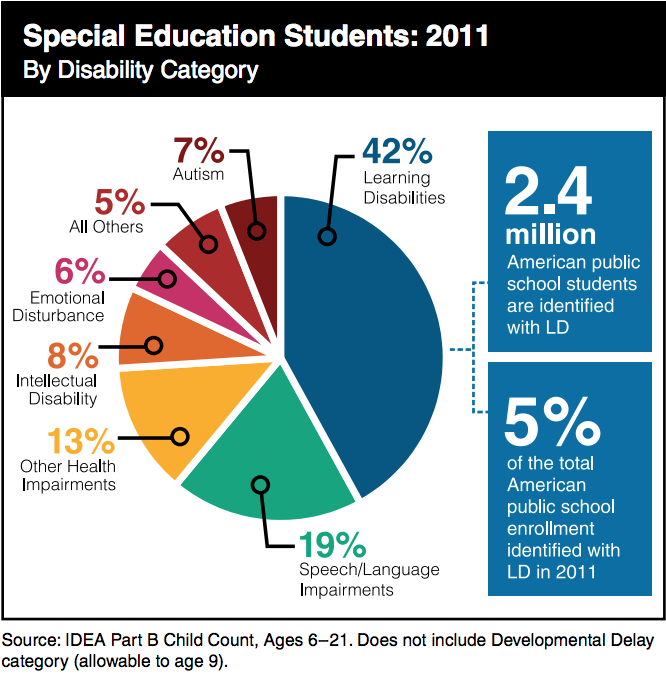 Special Education Students: 2011
By Disability Category
7%
Autism
42%
Learning
Disabilities
5%
All Others
6%
Emotional
Disturbance
8%
Intellectual
Disability
13%
Other Health
Impairments
19%
Speech/Language
Impairments
2.4
million
American public
school students
are identified
with LD
5%
of the total
American
public school
enrollment
identified with
LD in 2011
Source: IDEA Part B Child Count, Ages 6–21. Does not include Developmental Delay
category (allowable to age 9).